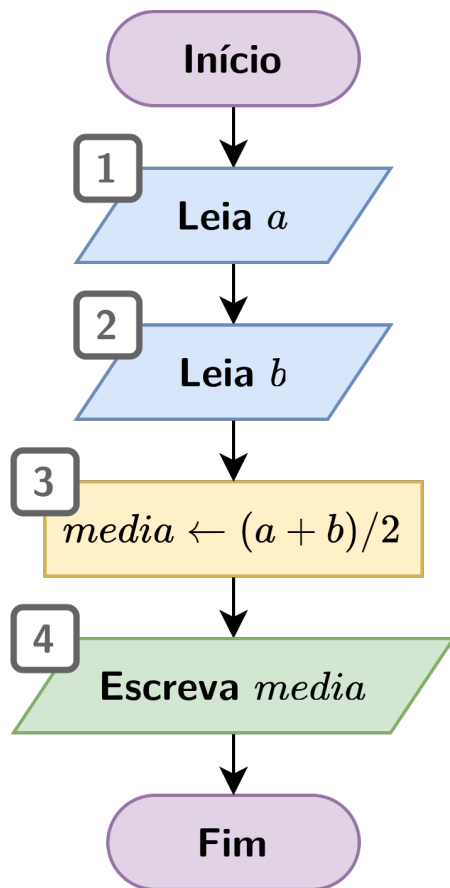 Início
1
Leia a
2
Leia b
3
media ← (a + b)/2
4
Escreva media
Fim